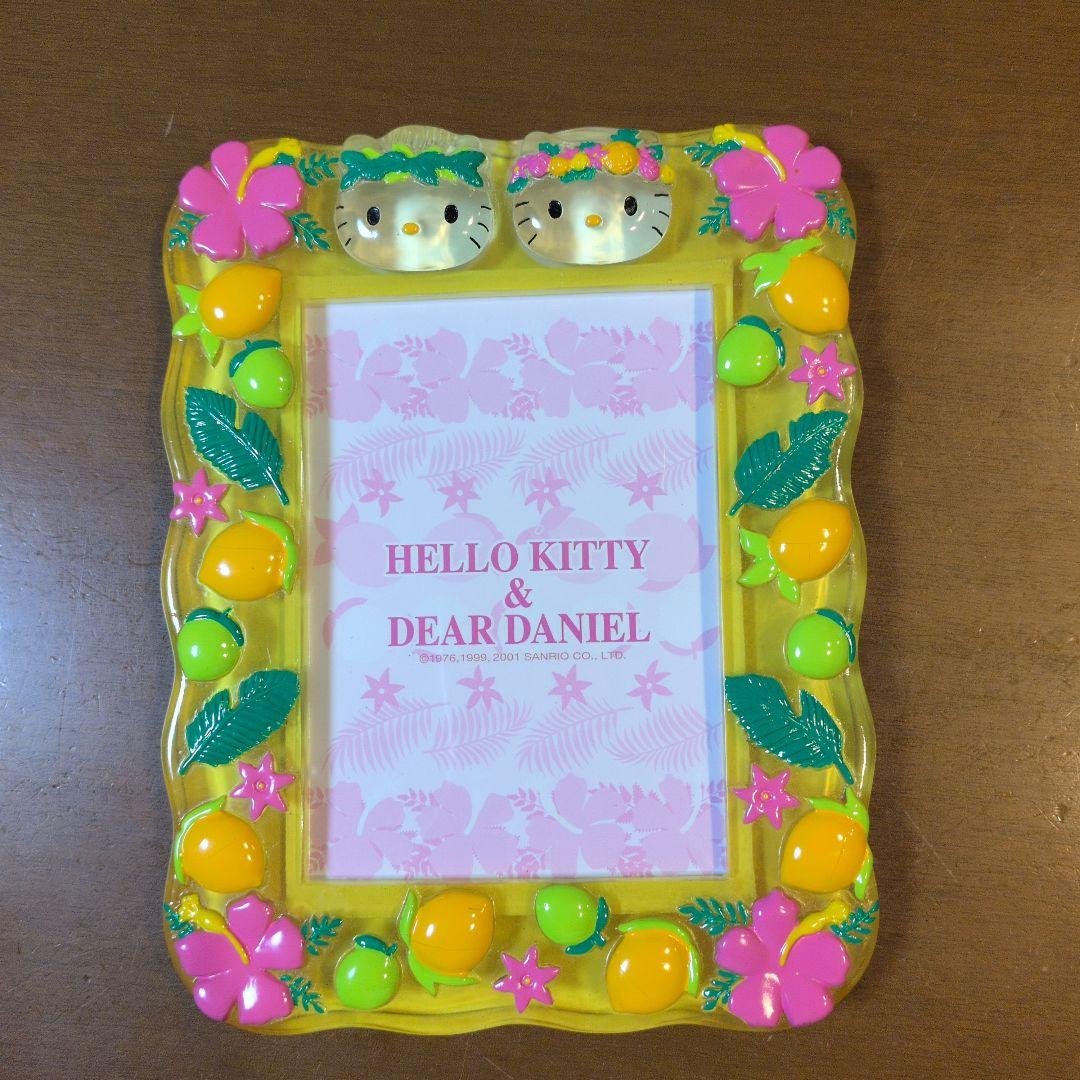 HELLO KITTY
&
DEAR DANIEL
©1976,1999, 2001 SANRIO CO., LTD.